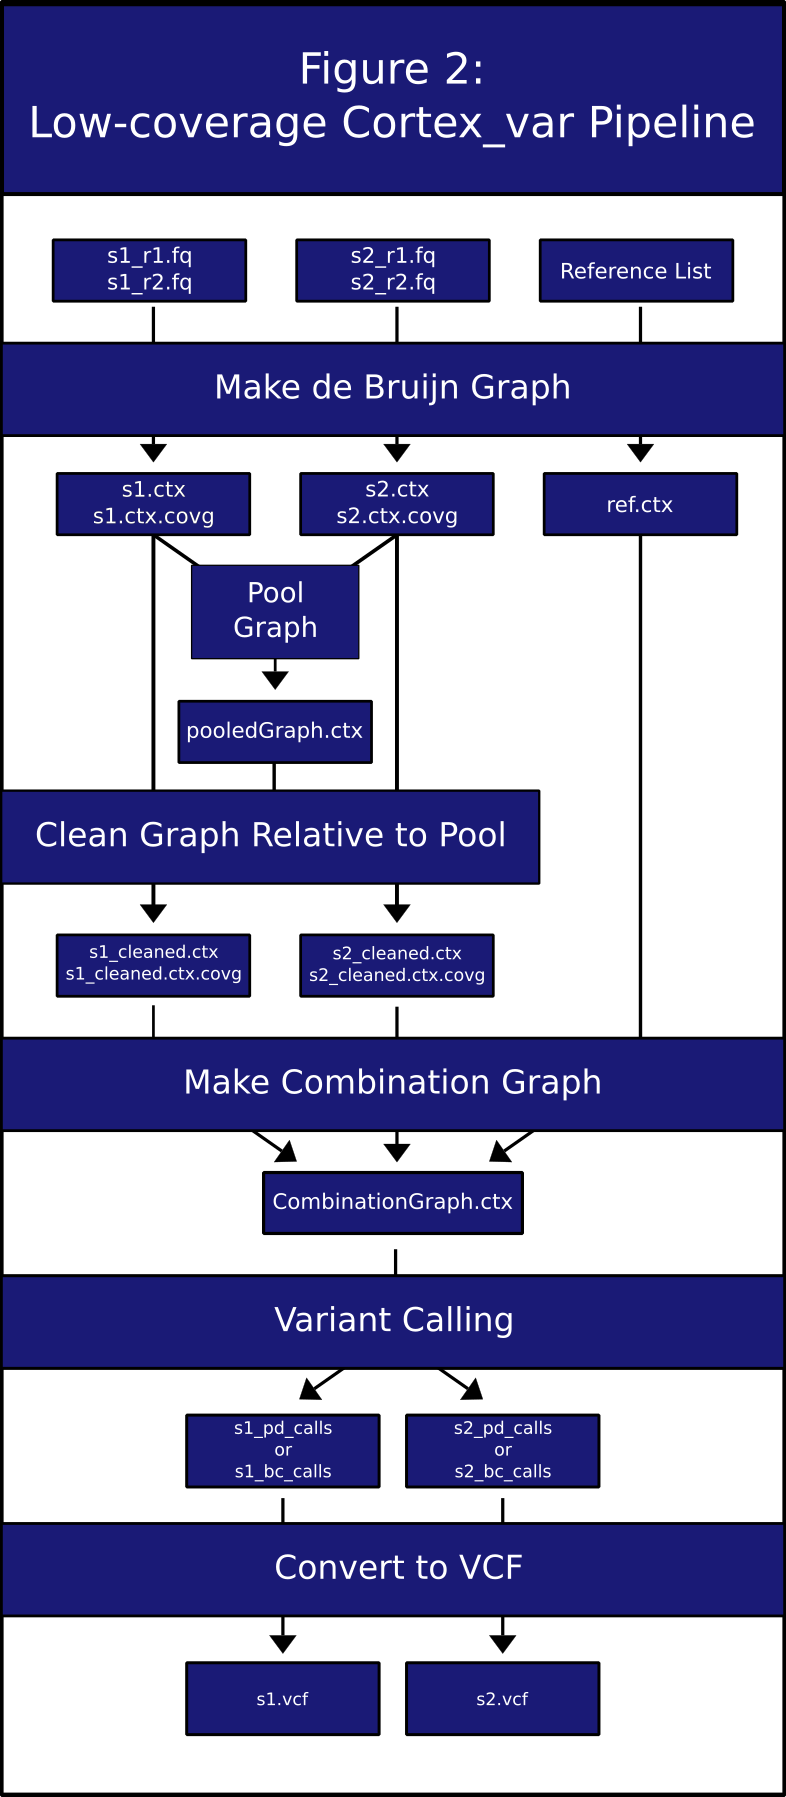 Figure 2:
Low-coverage Cortex_var Pipeline
s1_r1.fq
s1_r2.fq
s2_r1.fq
s2_r2.fq
Reference List
Make de Bruijn Graph
s1.ctx
s1.ctx.covg
s2.ctx
s2.ctx.covg
ref.ctx
Pool
Graph
pooledGraph.ctx
Clean Graph Relative to Pool
s1_cleaned.ctx
s1_cleaned.ctx.covg
s2_cleaned.ctx
s2_cleaned.ctx.covg
Make Combination Graph
CombinationGraph.ctx
Variant Calling
s1_pd_calls
or
s1_bc_calls
s2_pd_calls
or
s2_bc_calls
Convert to VCF
s1.vcf
s2.vcf